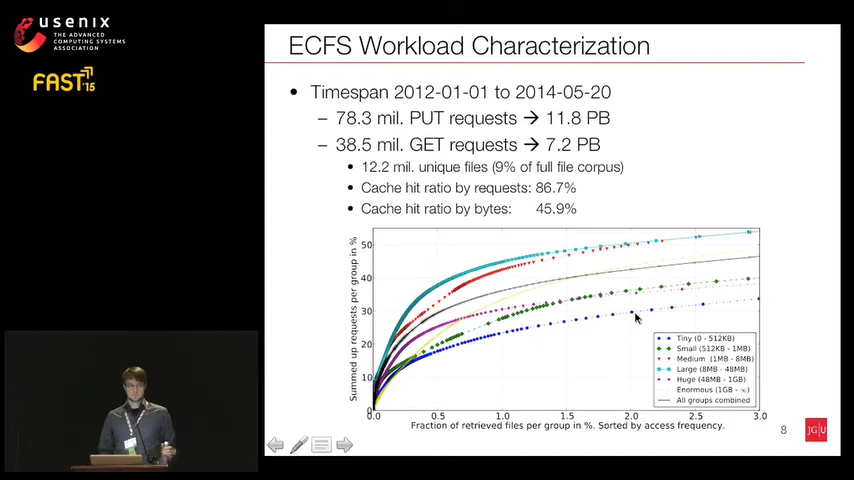 usenix
THE ADVANCED
COMPUTING SYSTEMS
ASSOCIATION
FAST '15
ECFS Workload Characterization
• Timespan 2012-01-01 to 2014-05-20
– 78.3 mil. PUT requests → 11.8 PB
– 38.5 mil. GET requests → 7.2 PB
• 12.2 mil. unique files (9% of full file corpus)
• Cache hit ratio by requests: 86.7%
• Cache hit ratio by bytes: 45.9%
Summed up requests per group in %
50
40
30
20
10
0
Tiny (0 - 512KB)
Small (512KB - 1MB)
Medium (1MB - 8MB)
Large (8MB - 48MB)
Huge (48MB - 1GB)
Enormous (1GB - ∞)
All groups combined
0.0 0.5 1.0 1.5 2.0 2.5 3.0
Fraction of retrieved files per group in %. Sorted by access frequency.
8
JG|U